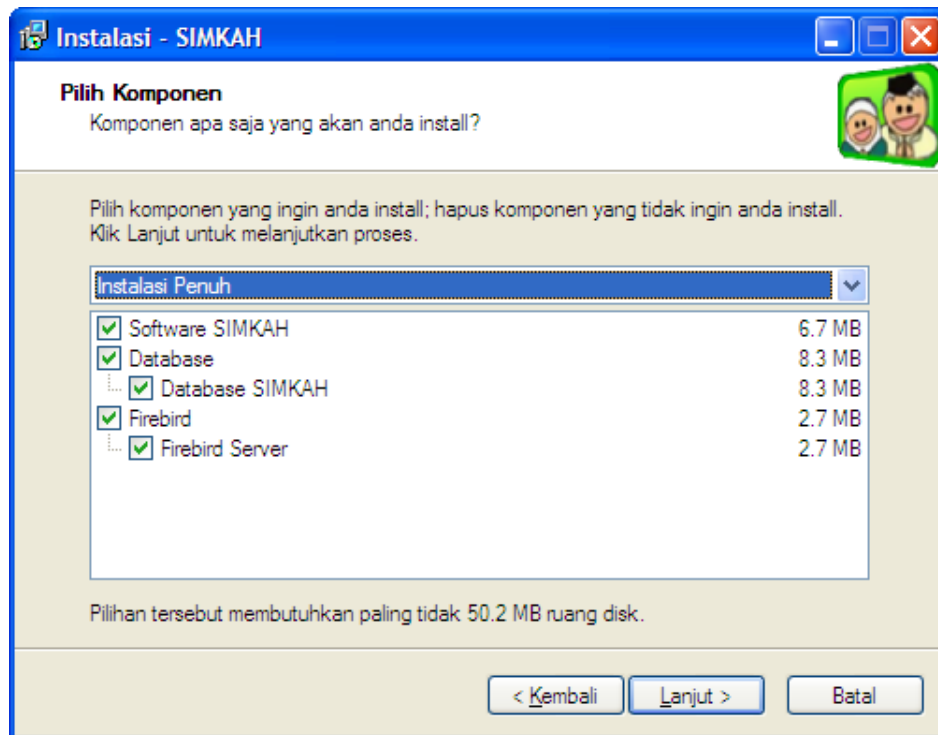 Instalasi - SIMKAH
Pilih Komponen
Komponen apa saja yang akan anda install?
Pilih komponen yang ingin anda install; hapus komponen yang tidak ingin anda install.
Klik Lanjut untuk melanjutkan proses.
Instalasi Penuh
Software SIMKAH 6.7 MB
Database 8.3 MB
Database SIMKAH 8.3 MB
Firebird 2.7 MB
Firebird Server 2.7 MB
Pilihan tersebut membutuhkan paling tidak 50.2 MB ruang disk.
< Kembali Lanjut > Batal